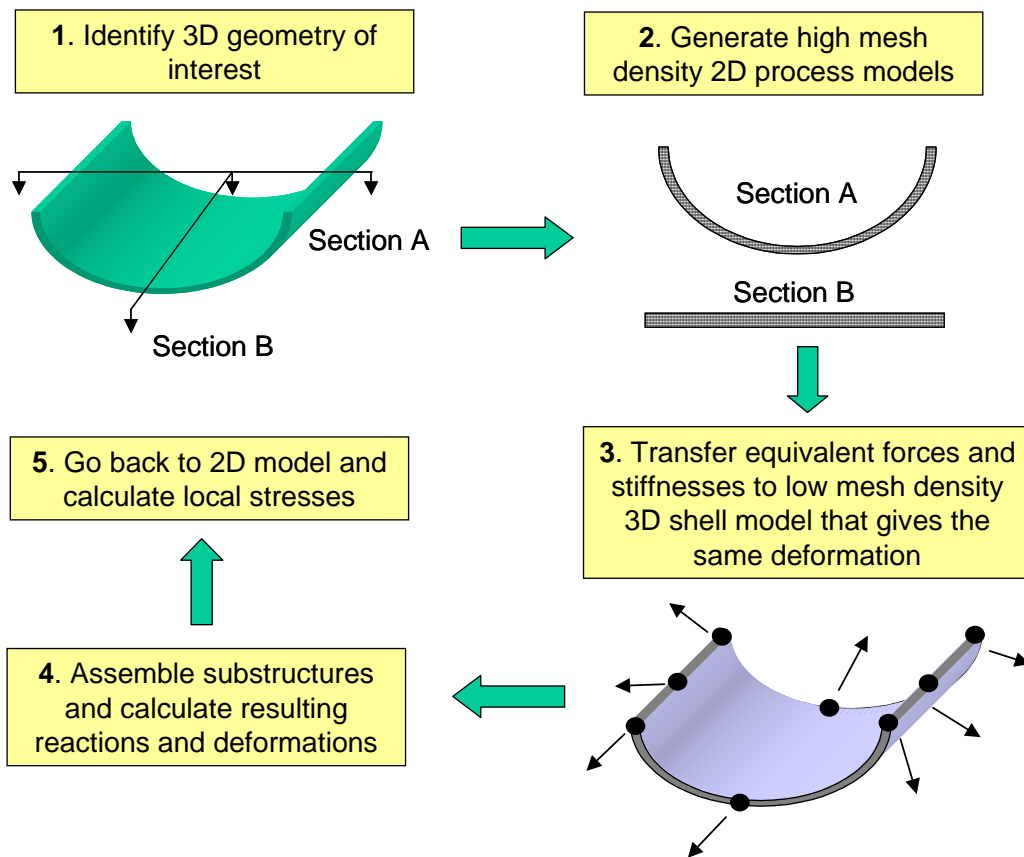 1. Identify 3D geometry of
interest
Section A
Section B
2. Generate high mesh
density 2D process models
Section A
Section B
3. Transfer equivalent forces and
stiffnesses to low mesh density
3D shell model that gives the
same deformation
4. Assemble substructures
and calculate resulting
reactions and deformations
5. Go back to 2D model and
calculate local stresses